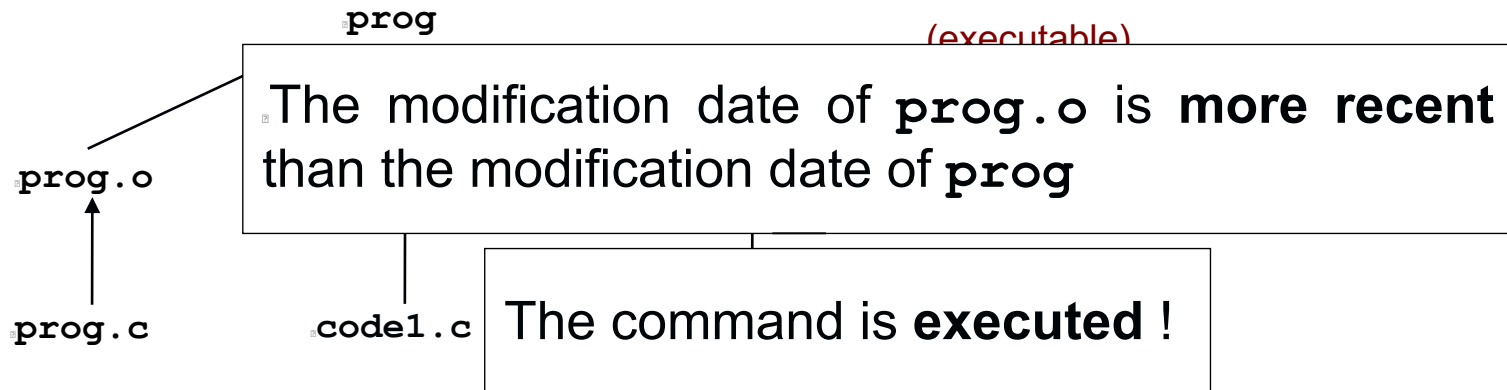 prog
(executable)
The modification date of prog.o is more recent
than the modification date of prog
prog.o
prog.c
code1.c
The command is executed !